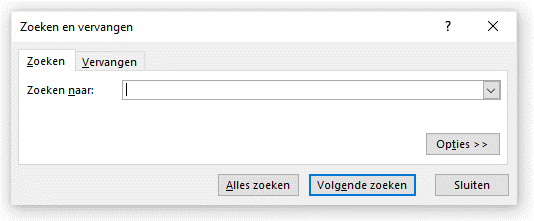 Zoeken en vervangen ?
Zoeken Vervangen
Zoeken naar:
Opties >>
Alles zoeken Volgende zoeken Sluiten